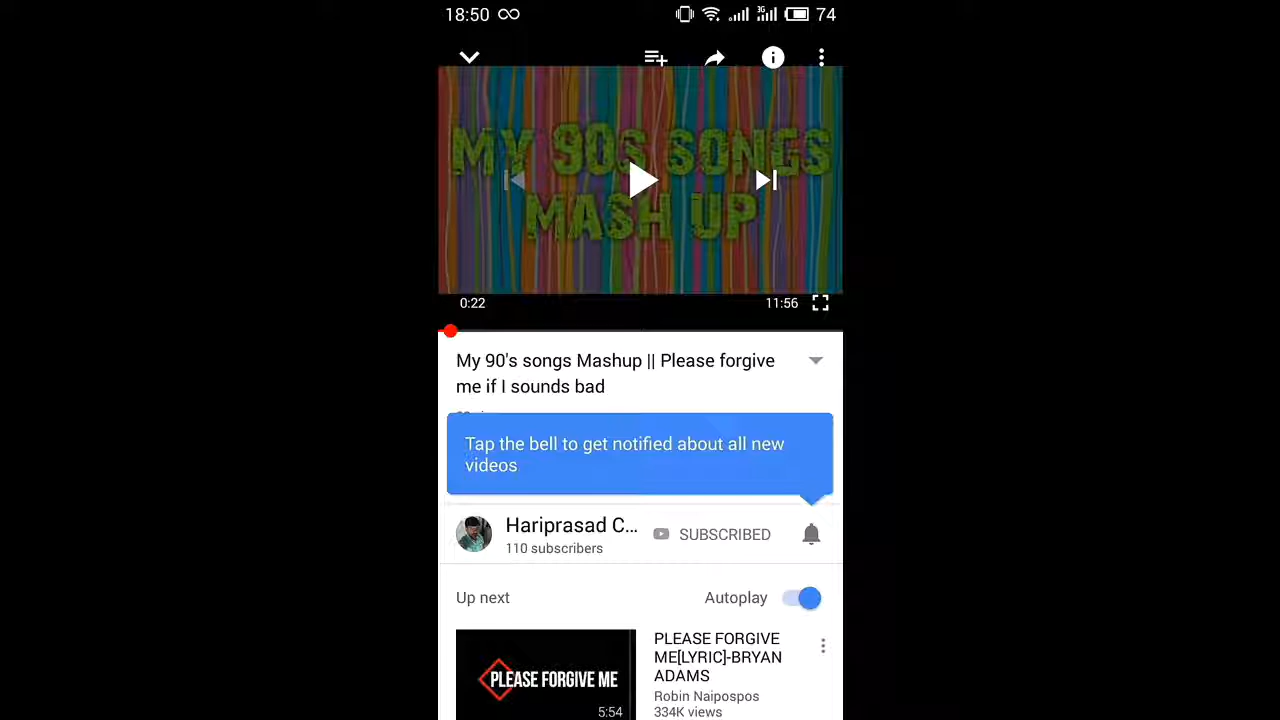 18:50
3G
74
MY 90S SONGS
MASH UP
0:22
11:56
My 90's songs Mashup || Please forgive
me if I sounds bad
Tap the bell to get notified about all new
videos
Hariprasad C...
SUBSCRIBED
110 subscribers
Up next
Autoplay
PLEASE FORGIVE ME
5:54
PLEASE FORGIVE
ME[LYRIC]-BRYAN
ADAMS
Robin Naipospos
334K views